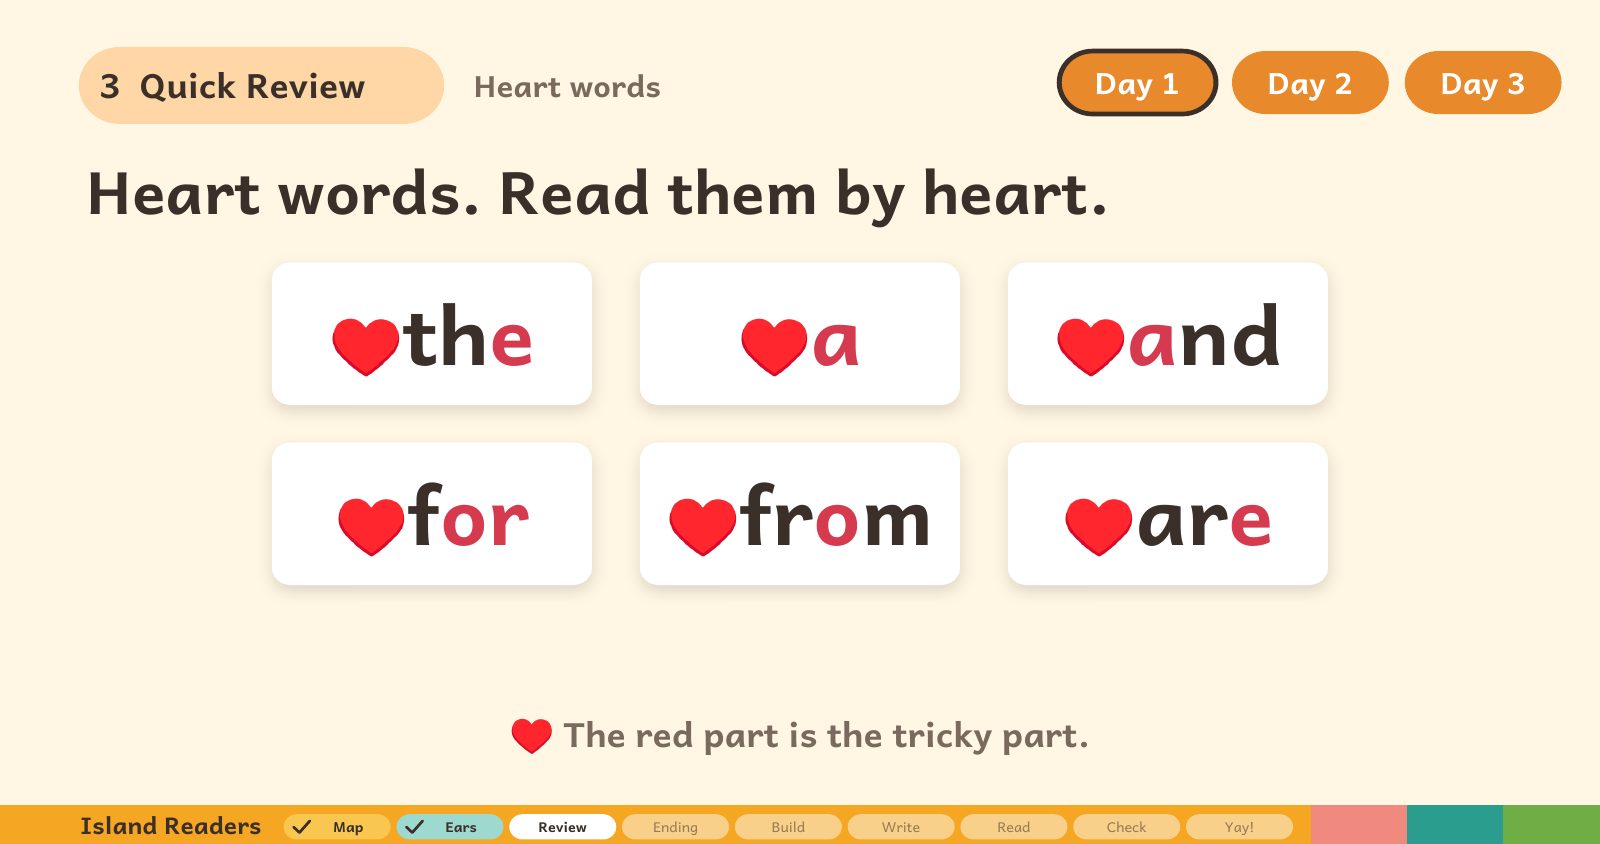 3 Quick Review
Heart words
Day 1
Day 2
Day 3
Heart words. Read them by heart.
the
a
and
for
from
are
The red part is the tricky part.
Island Readers
Map
Ears
Review
Ending
Build
Write
Read
Check
Yay!